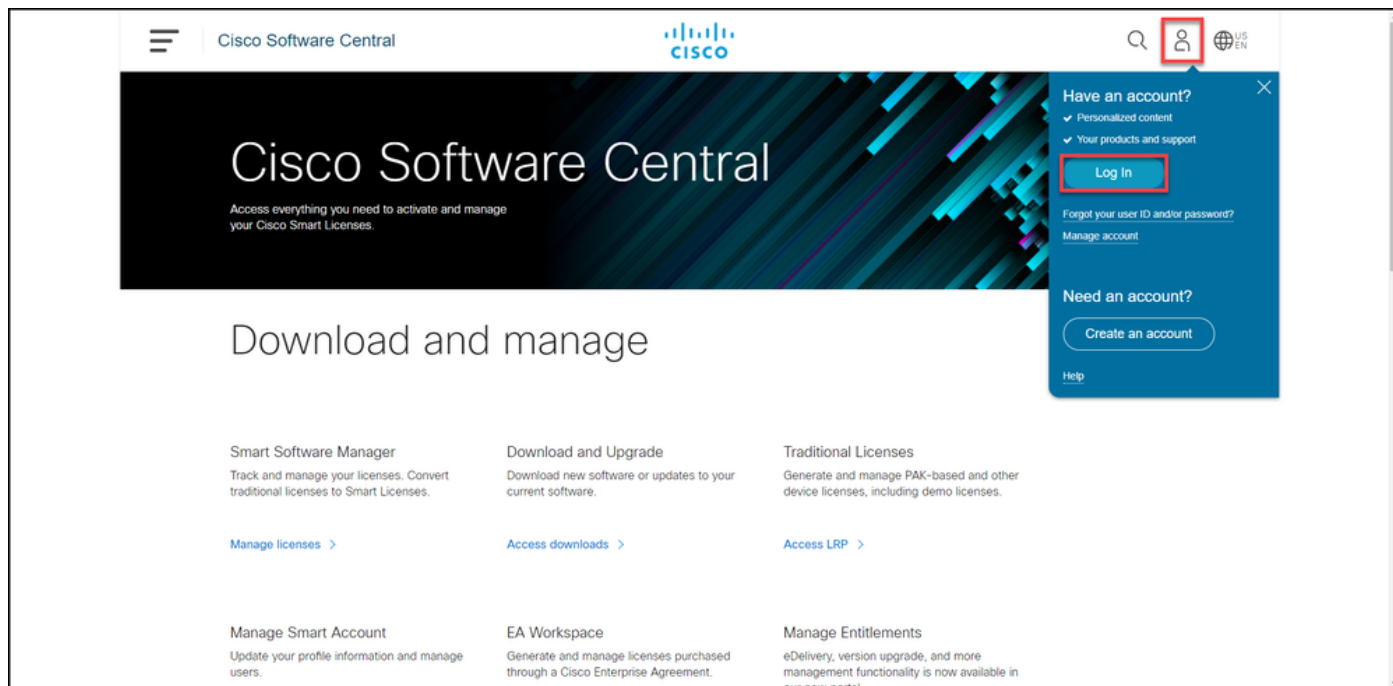 Cisco Software Central
CISCO
US
EN
Cisco Software Central
Access everything you need to activate and manage
your Cisco Smart Licenses.
Have an account?
Personalized content
Your products and support
Log In
Forgot your user ID and/or password?
Manage account
Need an account?
Create an account
Help
Download and manage
Smart Software Manager
Track and manage your licenses. Convert
traditional licenses to Smart Licenses.
Manage licenses
Download and Upgrade
Download new software or updates to your
current software.
Access downloads
Traditional Licenses
Generate and manage PAK-based and other
device licenses, including demo licenses.
Access LRP
Manage Smart Account
Update your profile information and manage
users.
EA Workspace
Generate and manage licenses purchased
through a Cisco Enterprise Agreement.
Manage Entitlements
eDelivery, version upgrade, and more
management functionality is now available in